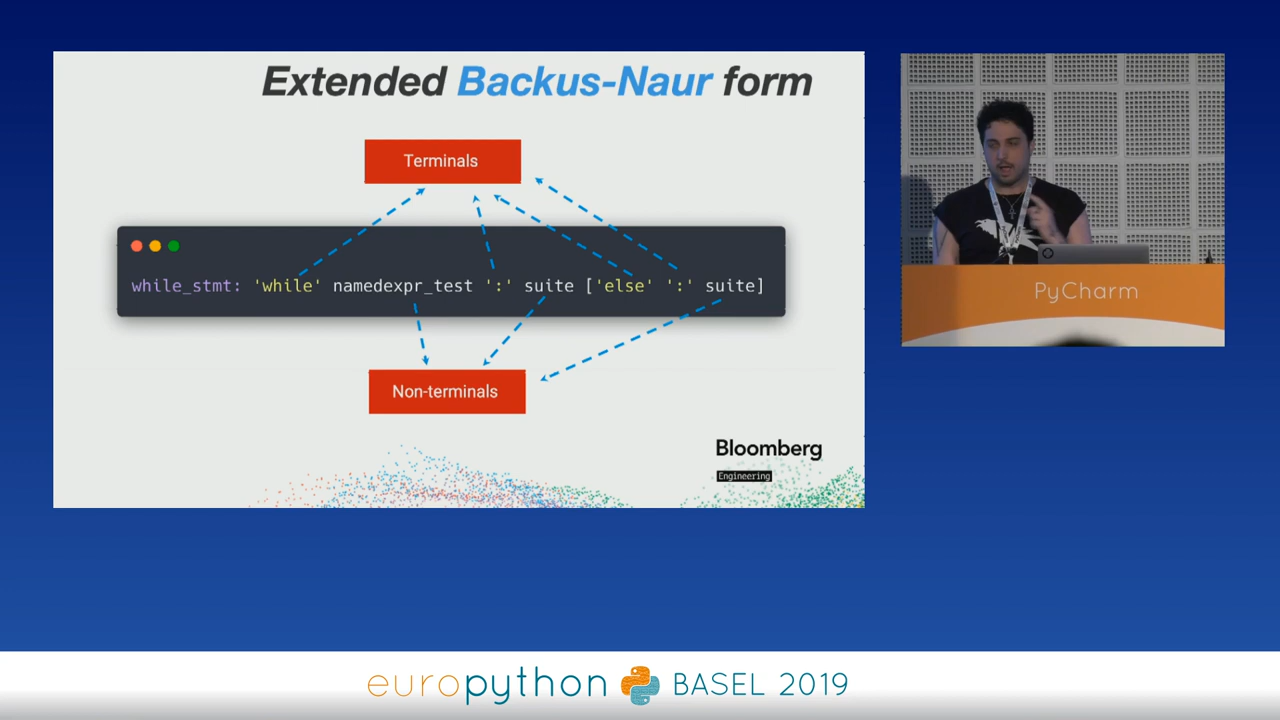 Extended Backus-Naur form
Terminals
while_stmt: 'while' namedexpr_test ':' suite ['else' ':' suite]
Non-terminals
Bloomberg
Engineering
PyCharm
europython BASEL 2019